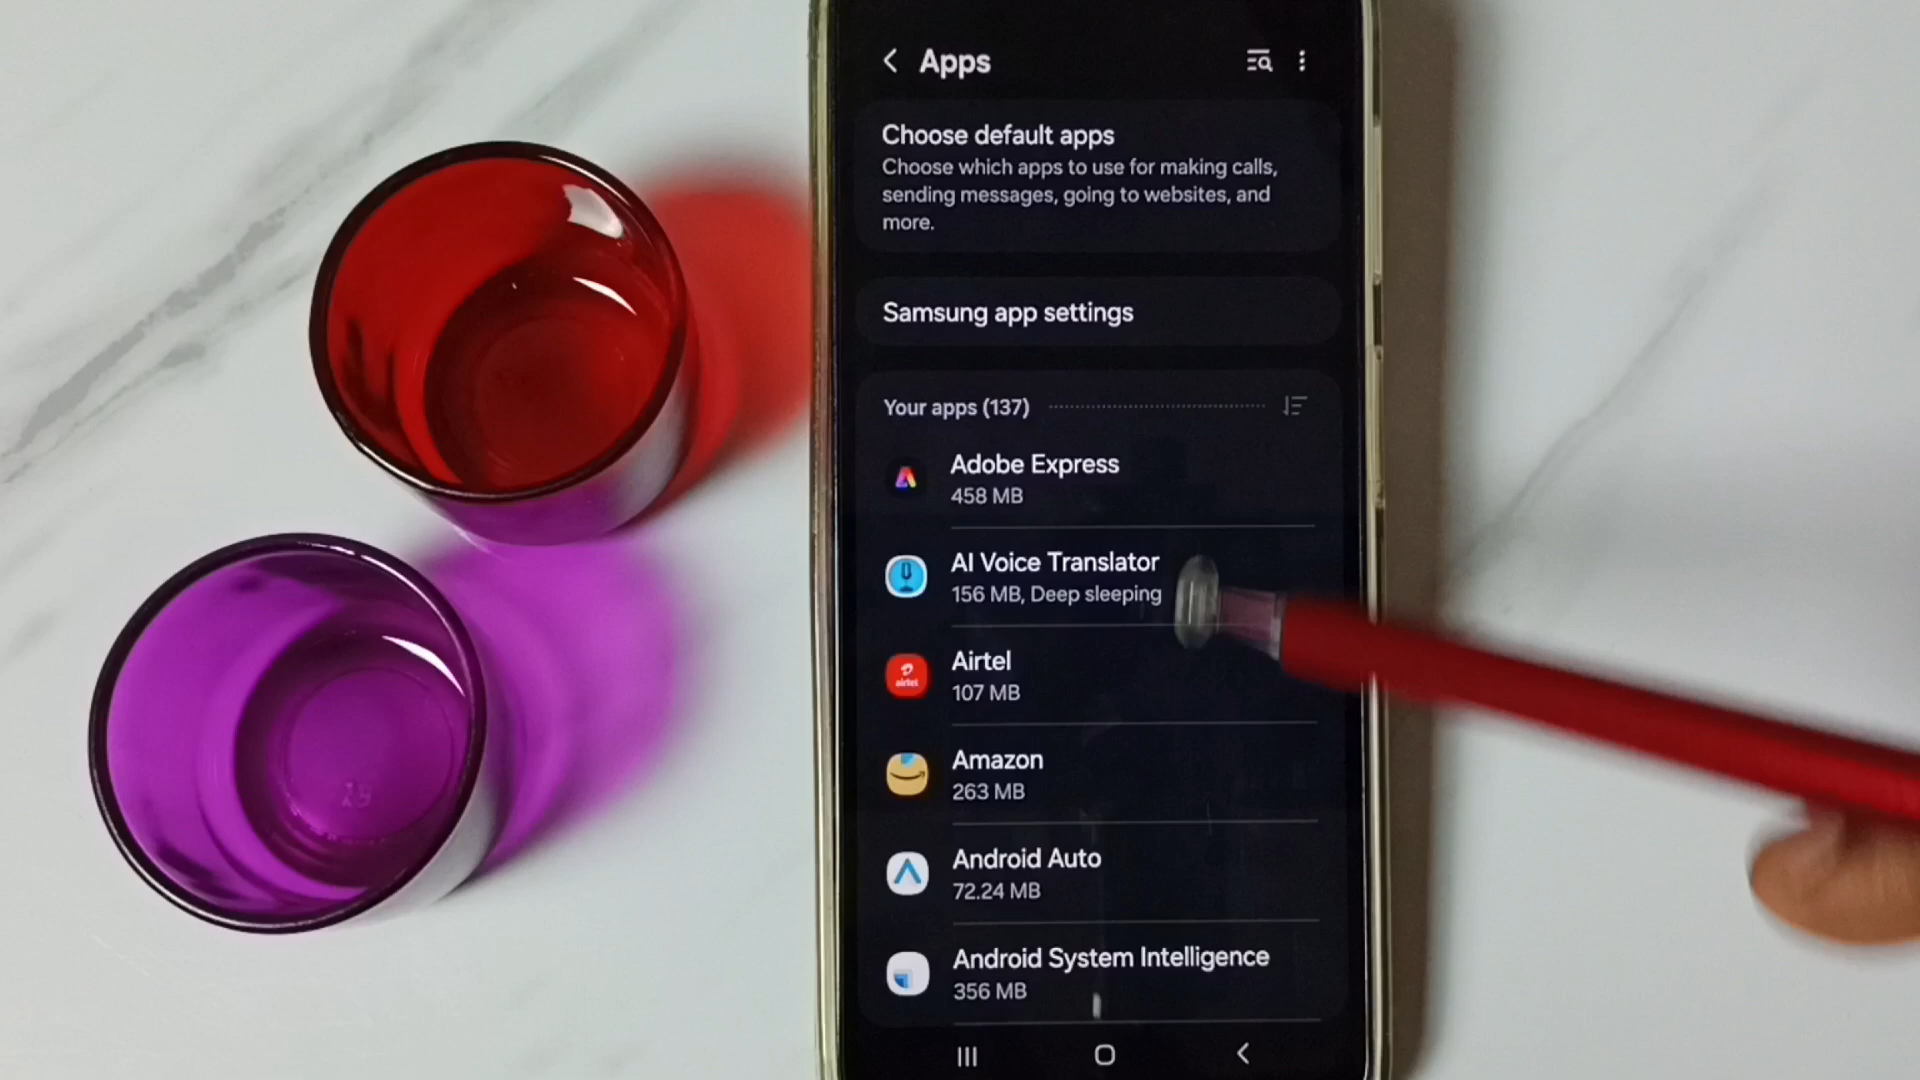 Apps
Choose default apps
Choose which apps to use for making calls,
sending messages, going to websites, and
more.
Samsung app settings
Your apps (137)
Adobe Express
458 MB
AI Voice Translator
156 MB, Deep sleeping
Airtel
107 MB
airtel
Amazon
263 MB
Android Auto
72.24 MB
Android System Intelligence
356 MB